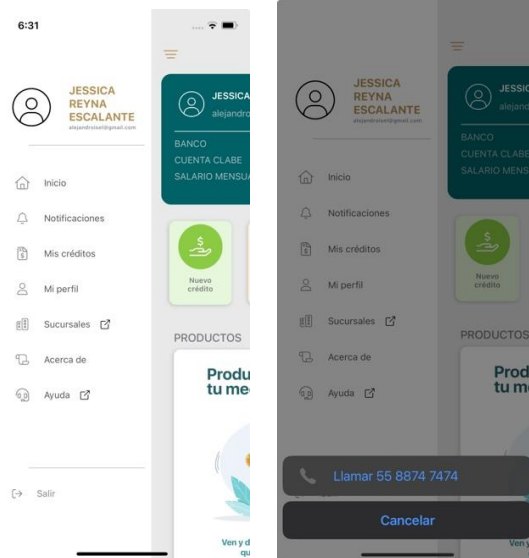 6:31
JESSICA
REYNA
ESCALANTE
alejandroisel@gmail.com
Inicio
Notificaciones
Mis créditos
Mi perfil
Sucursales
Acerca de
Ayuda
Salir
JESSICA
alejandro
BANCO
CUENTA CLABE
SALARIO MENSUA
Nuevo
crédito
PRODUCTOS
Produ
tu me
Ven y d
qu
JESSICA
REYNA
ESCALANTE
alejandroisel@gmail.com
Inicio
Notificaciones
Mis créditos
Mi perfil
Sucursales
Acerca de
Ayuda
JESSIC
alejand
BANCO
CUENTA CLABE
SALARIO MENS
Nuevo
crédito
PRODUCTOS
Prod
tu me
Llamar 55 8874 7474
Cancelar
Ven y